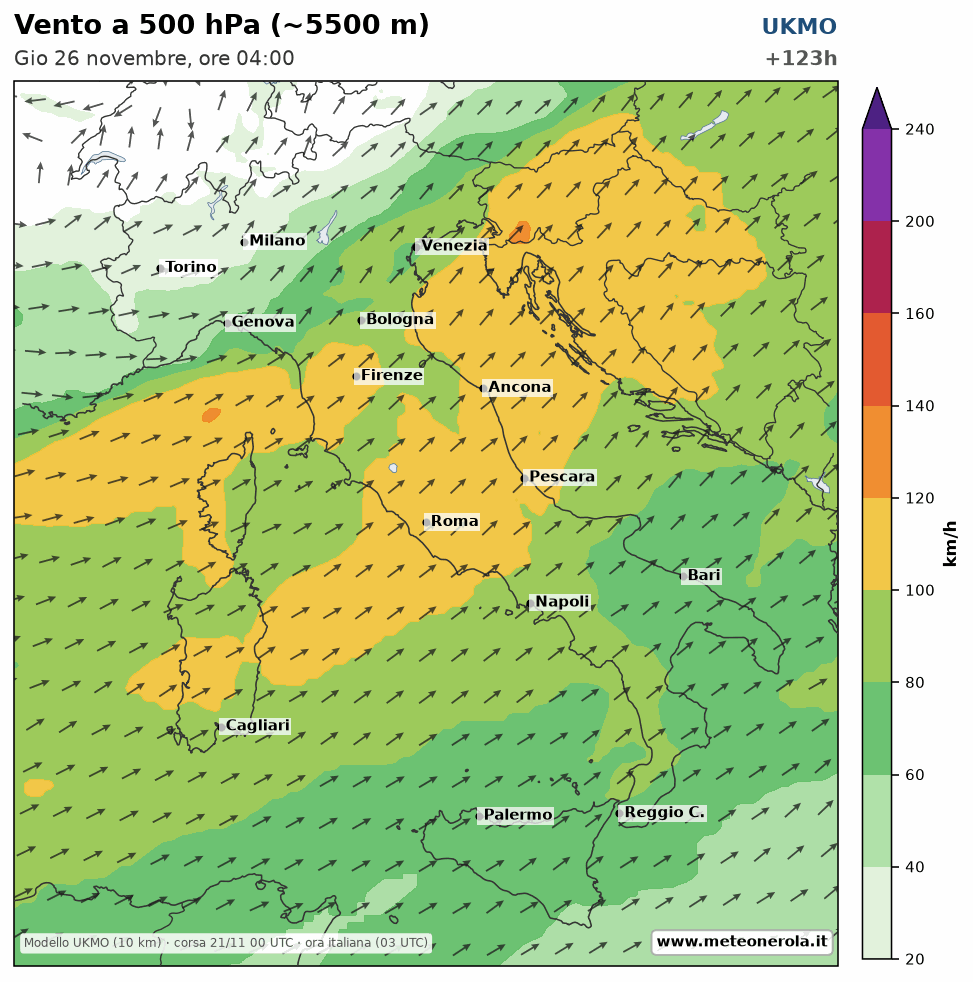 Vento a 500 hPa (~5500 m)
UKMO
Gio 26 novembre, ore 04:00
+123h
Milano
Venezia
Torino
Genova
Bologna
Firenze
Ancona
Pescara
Roma
Bari
Napoli
Cagliari
Palermo
Reggio C.
240
200
160
140
120
100
80
60
40
20
km/h
Modello UKMO (10 km) · corsa 21/11 00 UTC · ora italiana (03 UTC)
www.meteonerola.it